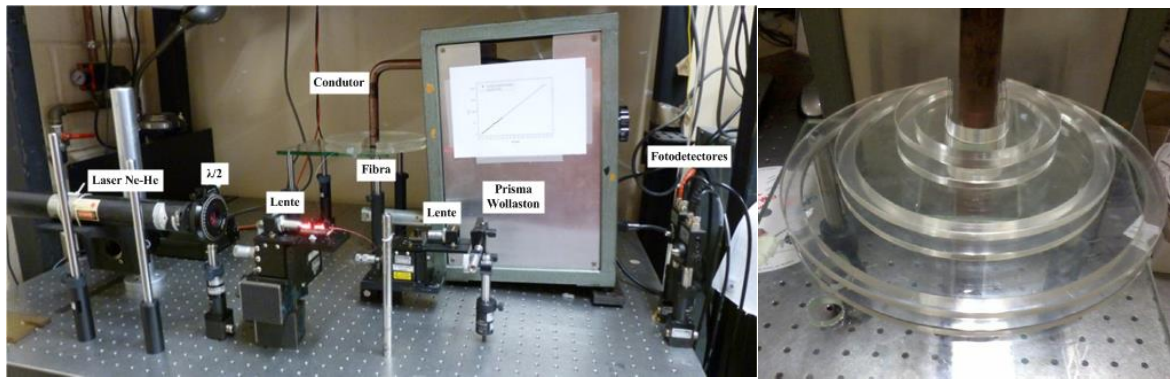 Condutor
Laser Ne-He
λ/2
Lente
Fibra
Lente
Prisma
Wollaston
Fotodetectores